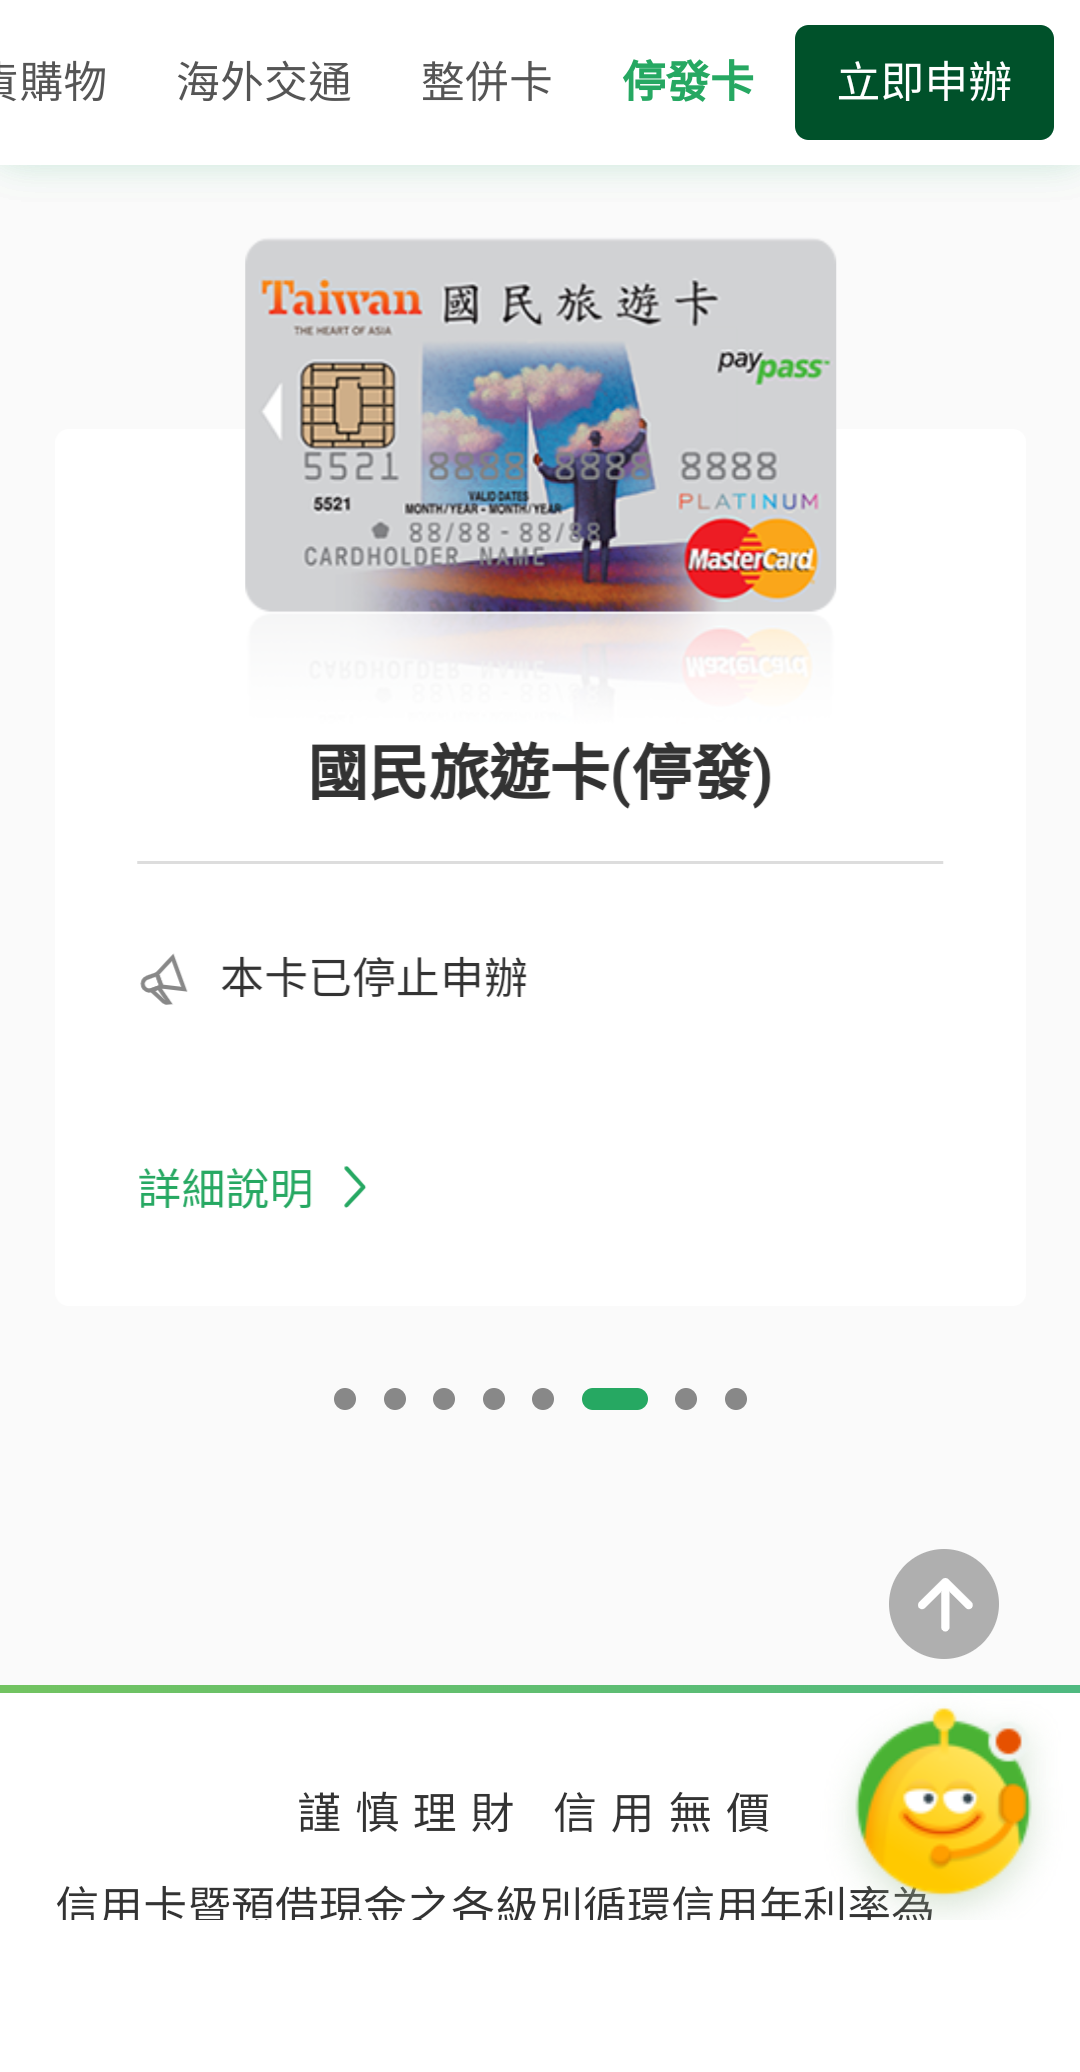 貨購物 海外交通 整併卡 停發卡 立即申辦
Taiwan 國民旅遊卡
THE HEART OF ASIA
paypass
5521 8888 8888 8888
5521 VALID DATES PLATINUM
MONTH/YEAR - MONTH/YEAR
88/88 - 88/88
CARDHOLDER NAME MasterCard
國民旅遊卡(停發)
本卡已停止申辦
詳細說明
謹慎理財 信用無價
信用卡暨預借現金之各級別循環信用年利率為